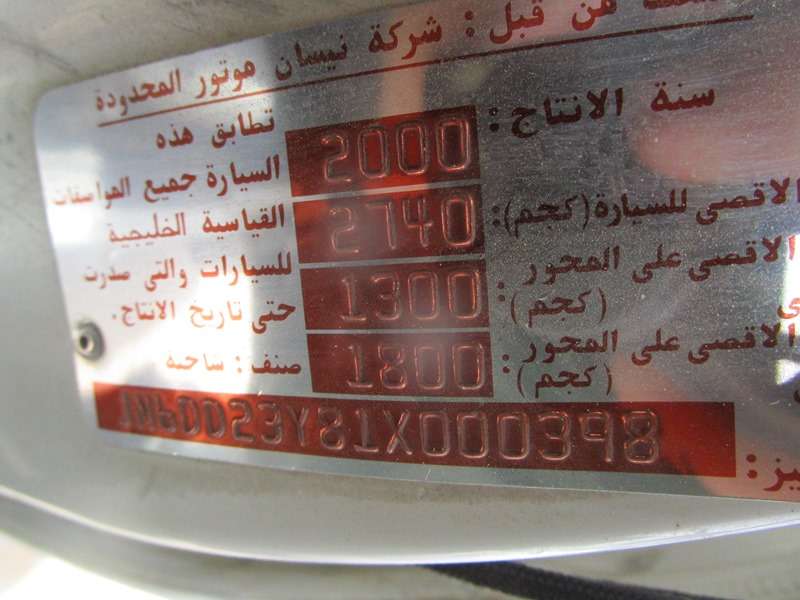 من قبل: شركة نيسان موتور المحدودة
سنة الانتاج: 2000
الاقصى للسيارة (كجم): 2740
الاقصى على المحور (كجم): 1300
الاقصى على المحور (كجم): 1800
تطابق هذه
السيارة جميع المواصفات
القياسية الخليجية
للسيارات والتي صدرت
حتى تاريخ الانتاج.
صنف: شاحنة
JN6DD23Y81X000398